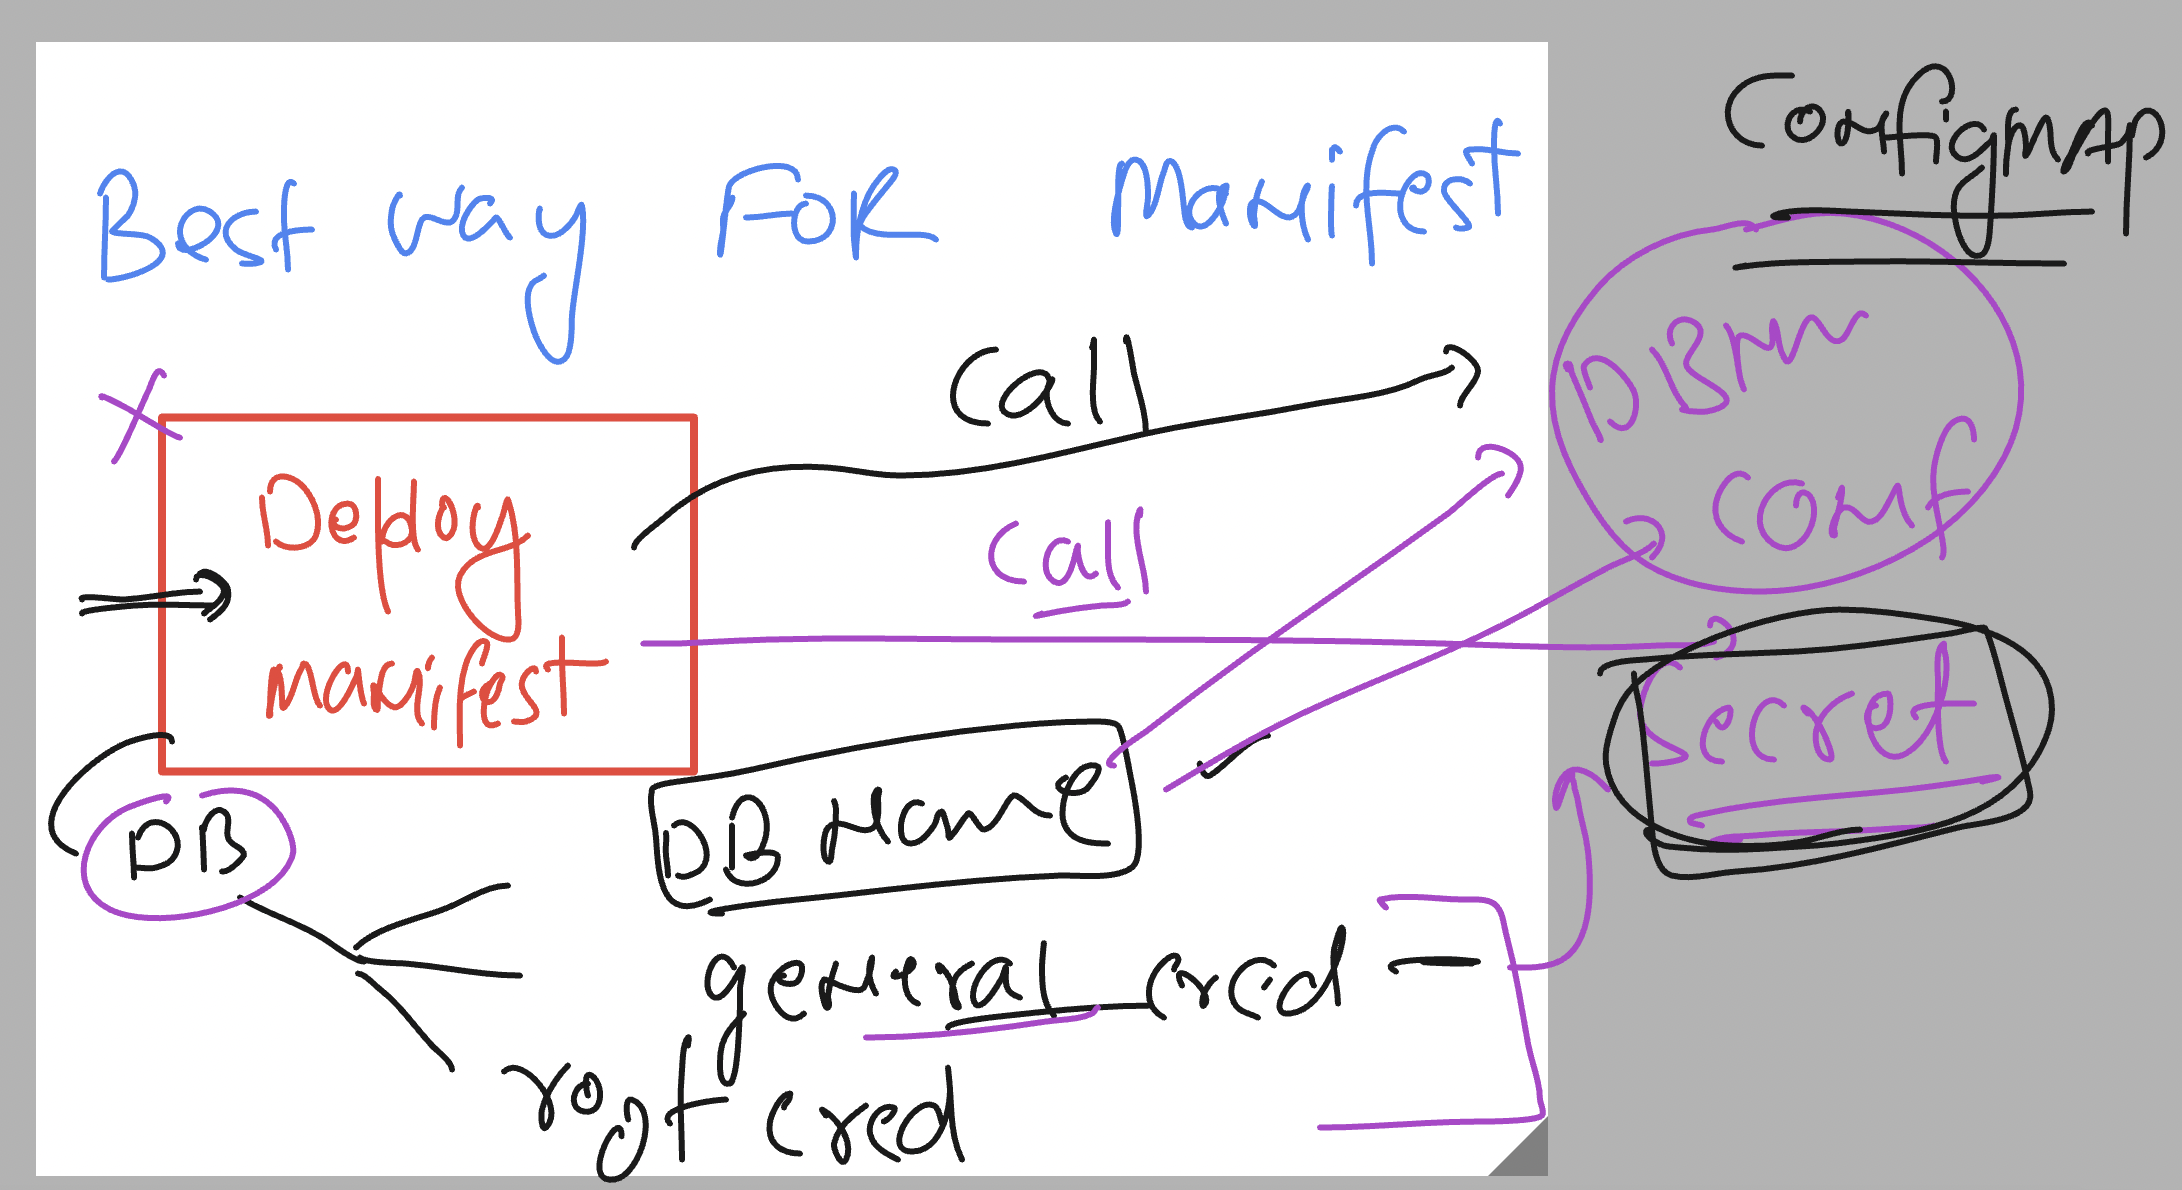 Configmap
Best way FOR Manifest
Call
DBnm
Deploy
Call
conf
manifest
Secret
DB
DB Name
general cred
root cred